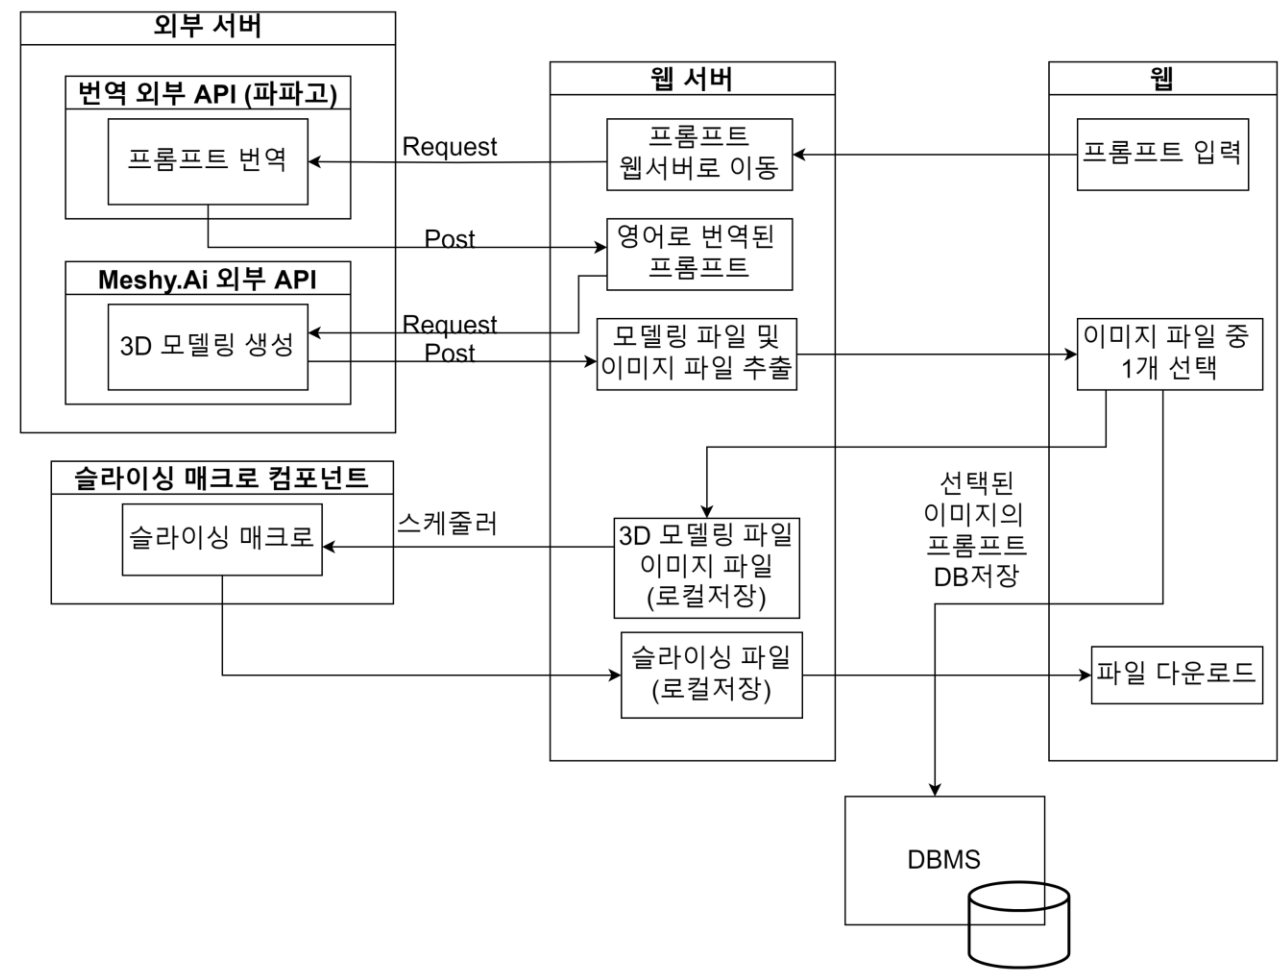 외부 서버
번역 외부 API (파파고)
프롬프트 번역
Request
Post
Meshy.Ai 외부 API
3D 모델링 생성
Request
Post
슬라이싱 매크로 컴포넌트
슬라이싱 매크로
스케줄러
웹 서버
프롬프트
웹서버로 이동
영어로 번역된
프롬프트
모델링 파일 및
이미지 파일 추출
3D 모델링 파일
이미지 파일
(로컬저장)
슬라이싱 파일
(로컬저장)
웹
프롬프트 입력
이미지 파일 중
1개 선택
선택된
이미지의
프롬프트
DB저장
파일 다운로드
DBMS